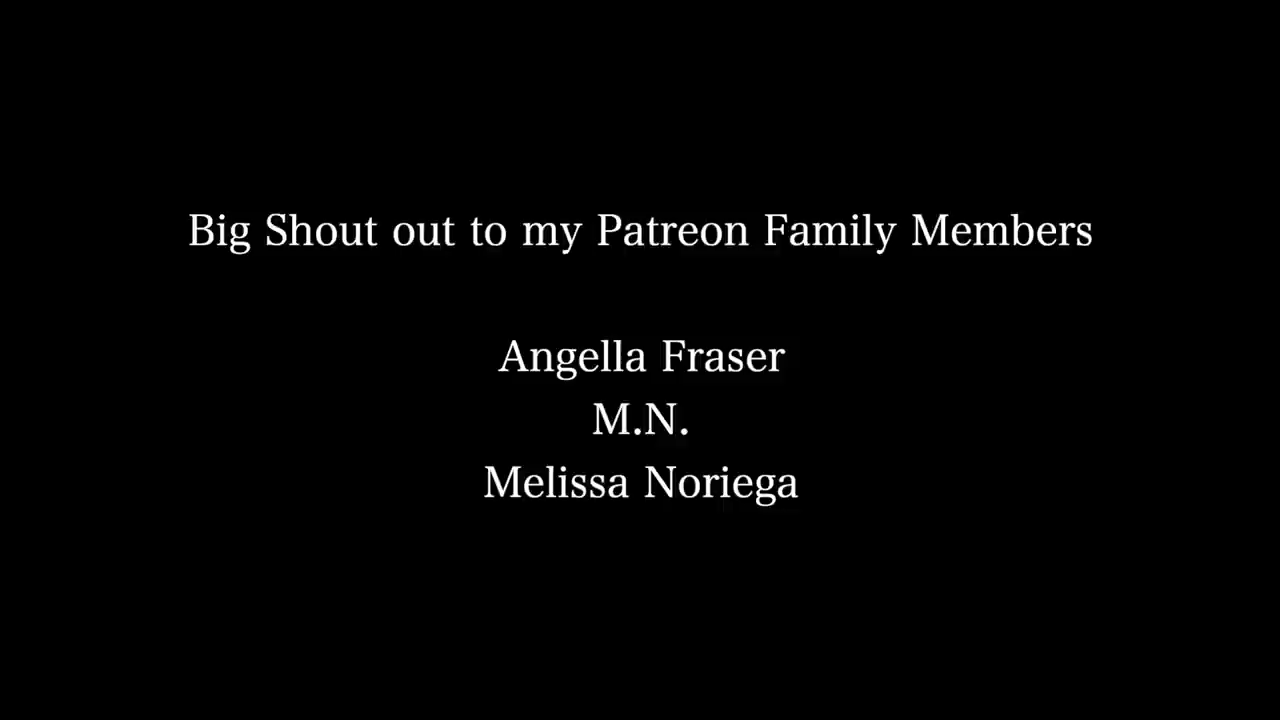 Big Shout out to my Patreon Family Members
Angella Fraser
M.N.
Melissa Noriega